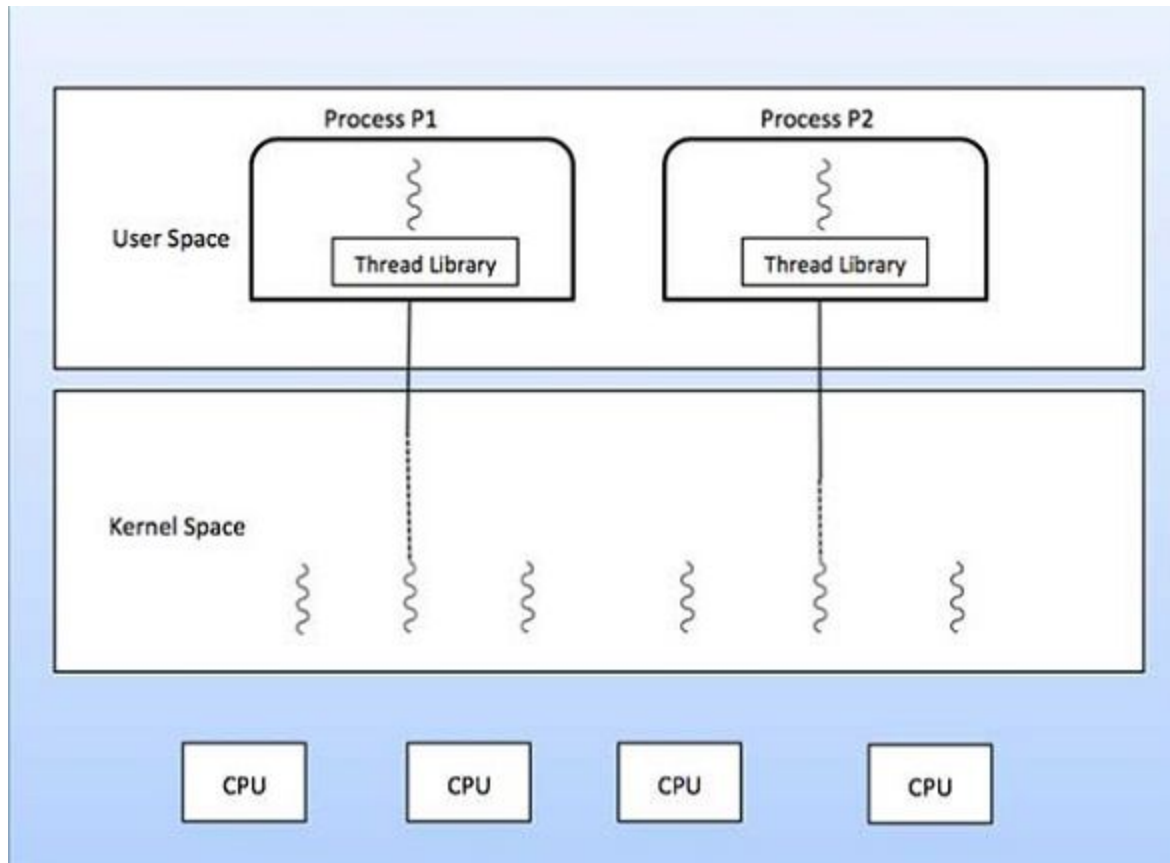 Process P1
Process P2
User Space
Thread Library
Thread Library
Kernel Space
CPU
CPU
CPU
CPU